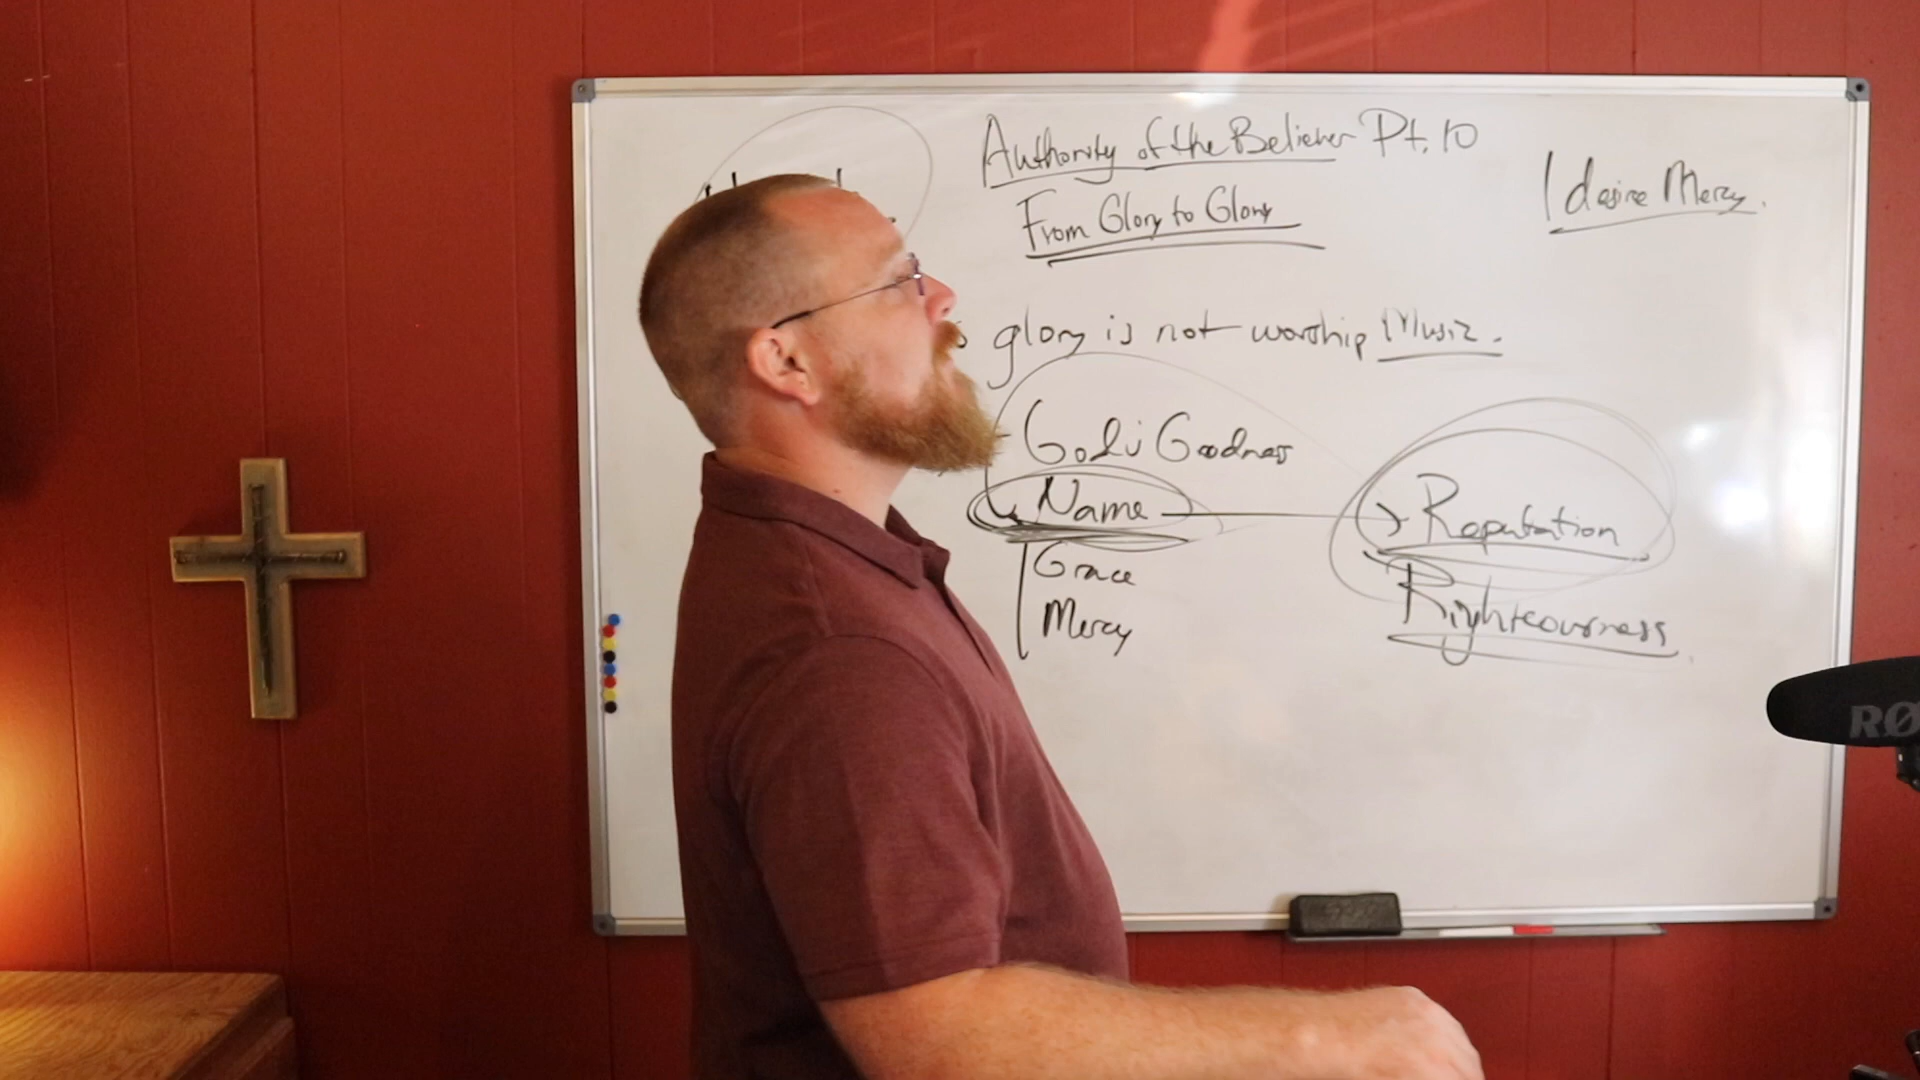 Authority of the Believer Pt. 10
From Glory to Glory
I desire Mercy.
glory is not worship Music.
God's Goodness
Name
Reputation
Grace
Righteousness
Mercy
RØ